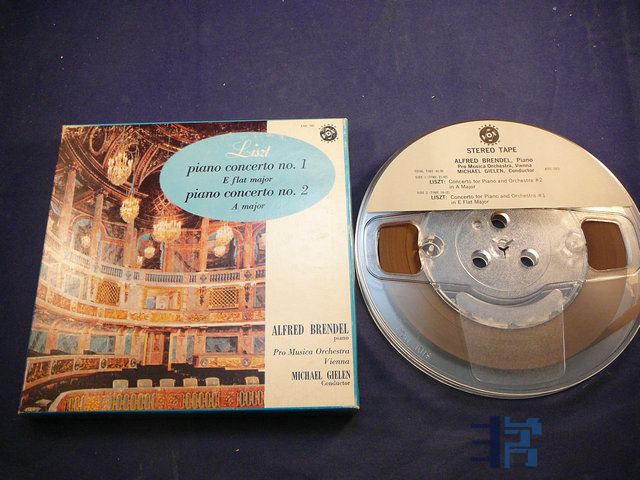 VOX
Liszt
piano concerto no. 1
E flat major
piano concerto no. 2
A major
ALFRED BRENDEL
piano
Pro Musica Orchestra
Vienna
MICHAEL GIELEN
Conductor
VOX
STEREO TAPE
ALFRED BRENDEL, Piano
Pro Musica Orchestra, Vienna
MICHAEL GIELEN, Conductor
LISZT: Concerto for Piano and Orchestra #2
in A Major
LISZT: Concerto for Piano and Orchestra #1
in E Flat Major